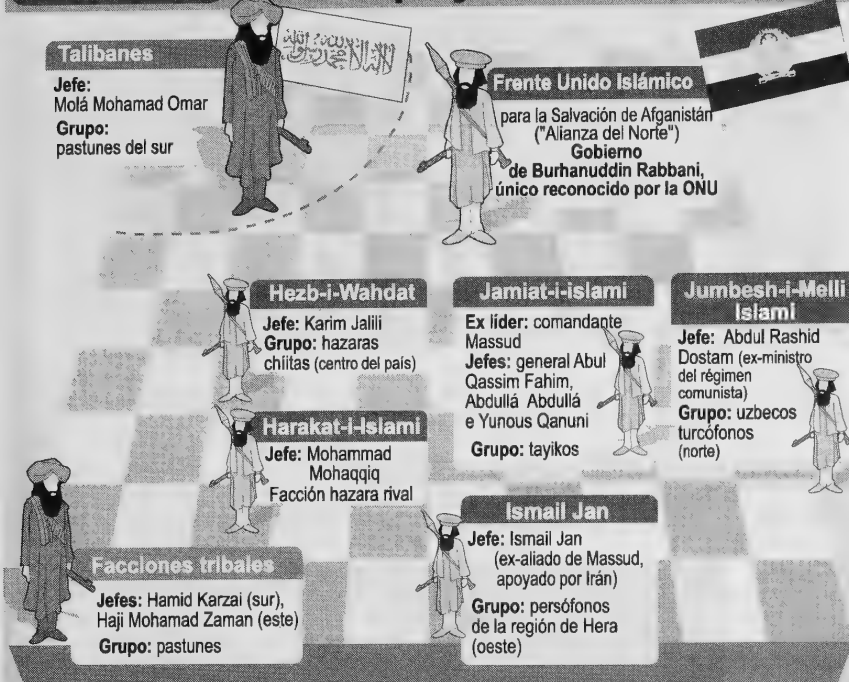 Talibanes
Jefe:
Molá Mohamad Omar
Grupo:
pastunes del sur
Frente Unido Islámico
para la Salvación de Afganistán
("Alianza del Norte")
Gobierno
de Burhanuddin Rabbani,
único reconocido por la ONU
Hezb-i-Wahdat
Jefe: Karim Jalili
Grupo: hazaras
chiitas (centro del país)
Jamiat-i-islami
Ex líder: comandante
Massud
Jefes: general Abul
Qassim Fahim,
Abdullá Abdullá
e Yunous Qanuni
Grupo: tayikos
Jumbesh-i-Melli
Islami
Jefe: Abdul Rashid
Dostam (ex-ministro
del régimen
comunista)
Grupo: uzbecos
turcófonos
(norte)
Harakat-i-Islami
Jefe: Mohammad
Mohaqqiq
Facción hazara rival
Ismail Jan
Jefe: Ismail Jan
(ex-aliado de Massud,
apoyado por Irán)
Grupo: persófonos
de la región de Hera
(oeste)
Facciones tribales
Jefes: Hamid Karzai (sur),
Haji Mohamad Zaman (este)
Grupo: pastunes